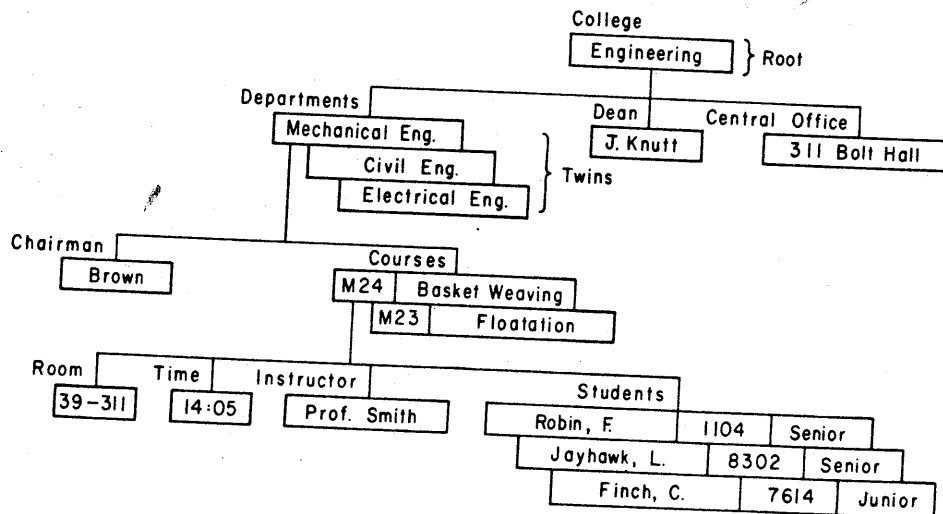 College
Engineering } Root
Departments Dean Central Office
Mechanical Eng. J. Knutt 311 Bolt Hall
Civil Eng. } Twins
Electrical Eng.
Chairman Courses
Brown M24 Basket Weaving
M23 Floatation
Room Time Instructor Students
39-311 14:05 Prof. Smith Robin, F. 1104 Senior
Jayhawk, L. 8302 Senior
Finch, C. 7614 Junior